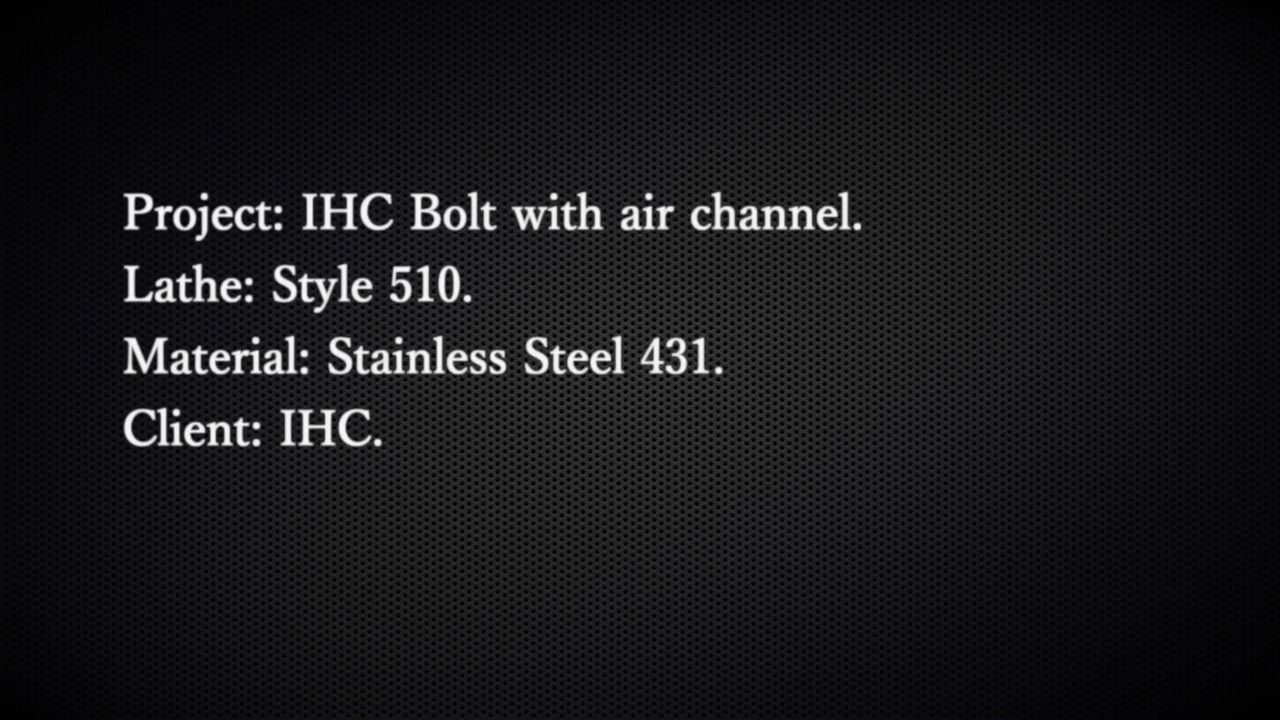 Project: IHC Bolt with air channel.
Lathe: Style 510.
Material: Stainless Steel 431.
Client: IHC.